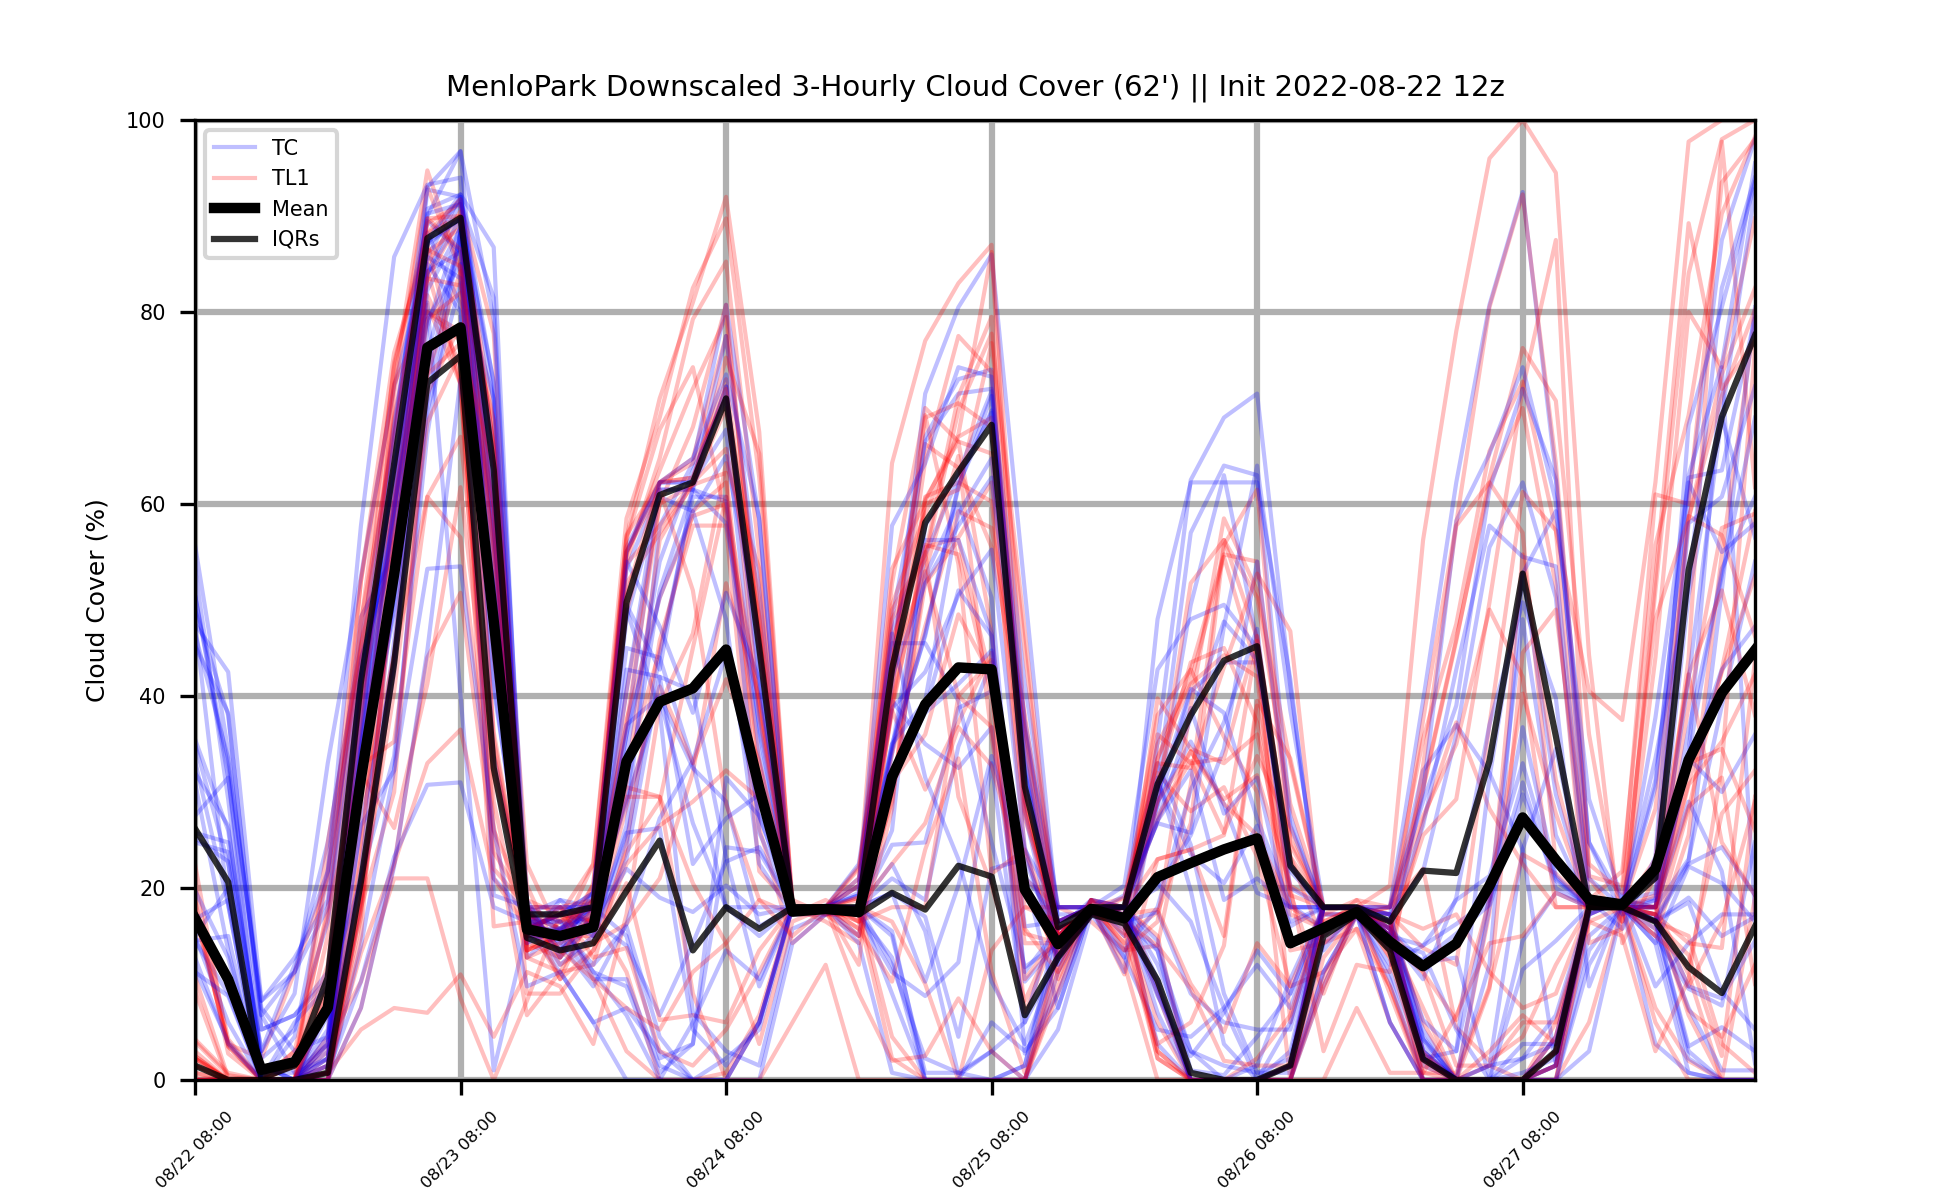 MenloPark Downscaled 3-Hourly Cloud Cover (62') || Init 2022-08-22 12z
TC
TL1
Mean
IQRs
Cloud Cover (%)
100
80
60
40
20
0
08/22 08:00
08/23 08:00
08/24 08:00
08/25 08:00
08/26 08:00
08/27 08:00